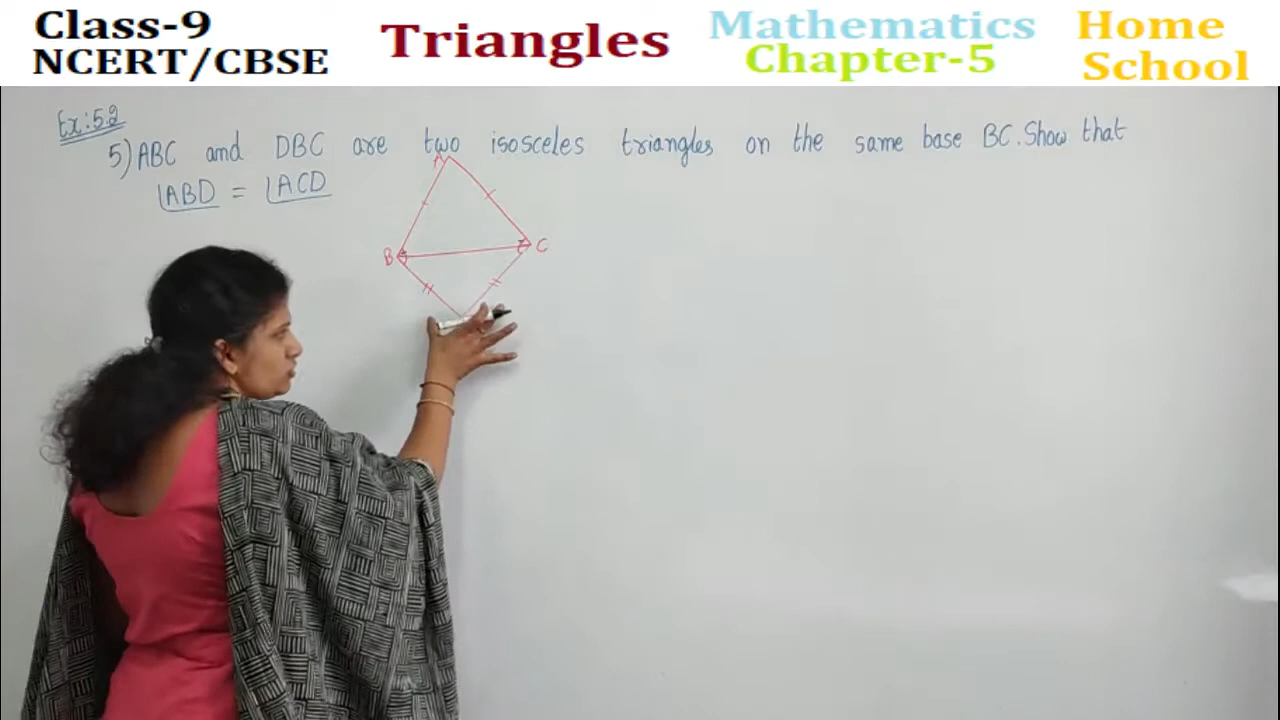 Class-9
NCERT/CBSE
Triangles
Mathematics
Chapter-5
Home
School
Ex:5.2
5) ABC and DBC are two isosceles triangles on the same base BC. Show that
∠ABD = ∠ACD
A
B
C